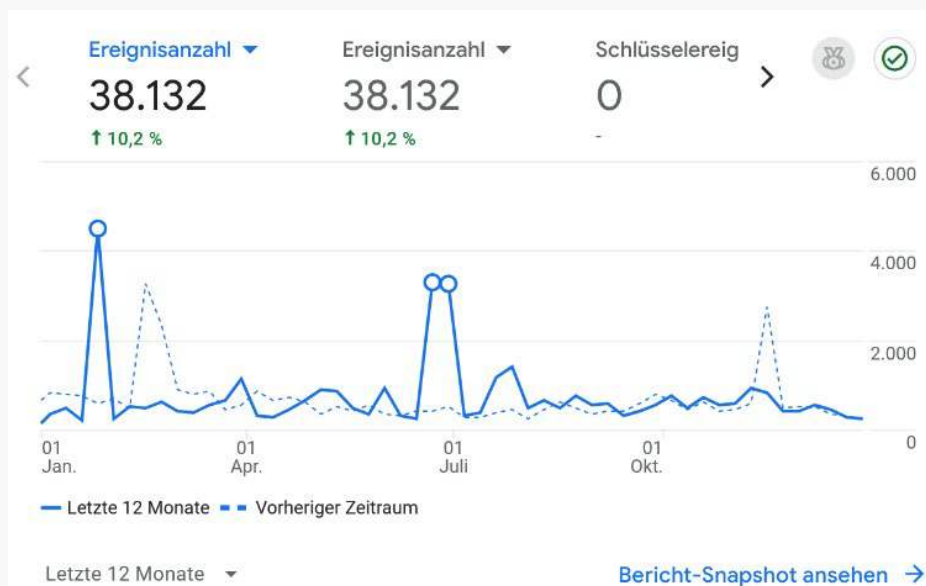 Ereignisanzahl
38.132
↑ 10,2 %
Ereignisanzahl
38.132
↑ 10,2 %
Schlüsselereig
0
-
6.000
4.000
2.000
0
01
Jan.
01
Apr.
01
Juli
01
Okt.
Letzte 12 Monate
Vorheriger Zeitraum
Letzte 12 Monate
Bericht-Snapshot ansehen →